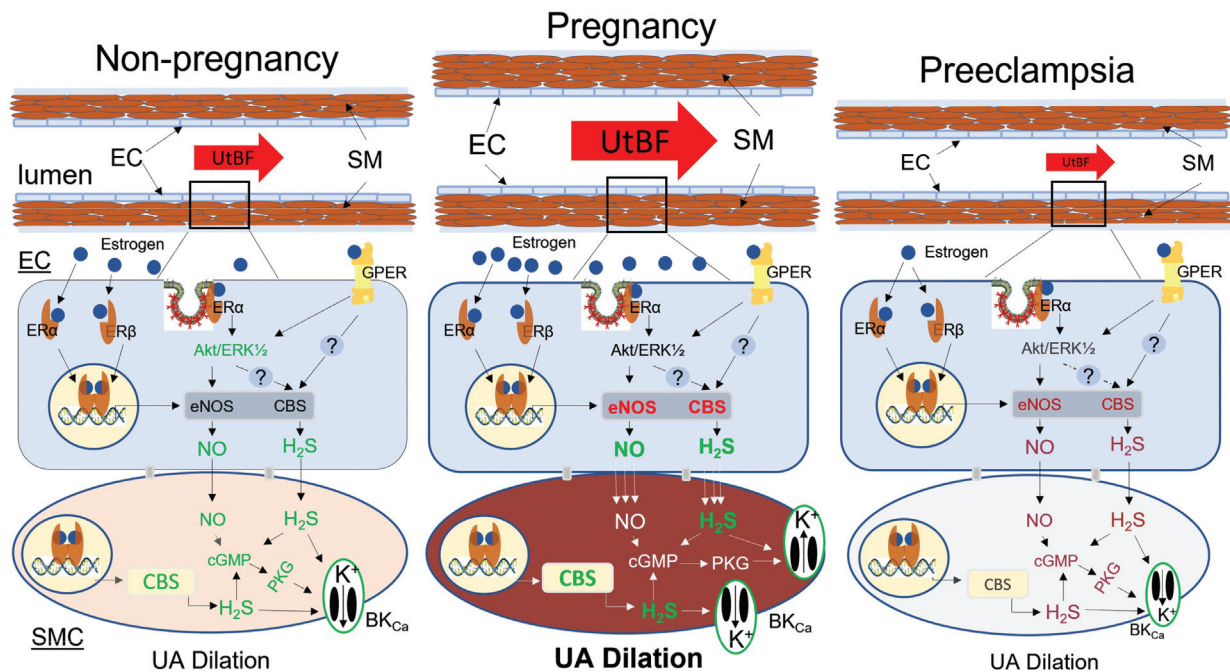 Non-pregnancy
EC
UtBF
SM
lumen
EC
Estrogen
GPER
ERα
ERβ
ERα
Akt/ERK½
?
?
eNOS
CBS
NO
H₂S
NO
H₂S
cGMP
PKG
CBS
H₂S
K⁺
BKCa
SMC
UA Dilation
Pregnancy
EC
UtBF
SM
Estrogen
GPER
ERα
ERβ
ERα
Akt/ERK½
?
?
eNOS
CBS
NO
H₂S
NO
H₂S
cGMP
PKG
K⁺
CBS
H₂S
K⁺
BKCa
UA Dilation
Preeclampsia
EC
UtBF
SM
Estrogen
GPER
ERα
ERβ
ERα
Akt/ERK½
?
?
eNOS
CBS
NO
H₂S
NO
H₂S
cGMP
PKG
CBS
H₂S
K⁺
BKCa
UA Dilation